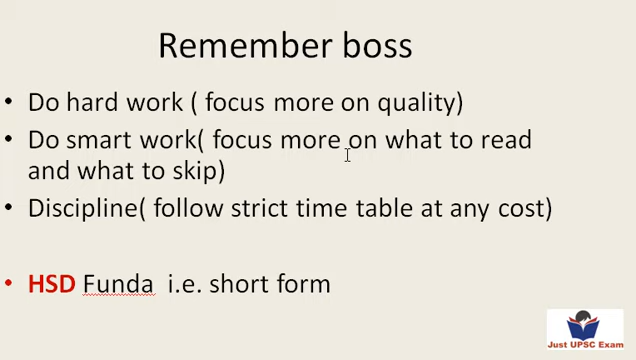 Remember boss
• Do hard work ( focus more on quality)
• Do smart work( focus more on what to read
and what to skip)
• Discipline( follow strict time table at any cost)
• HSD Funda i.e. short form
Just UPSC Exam